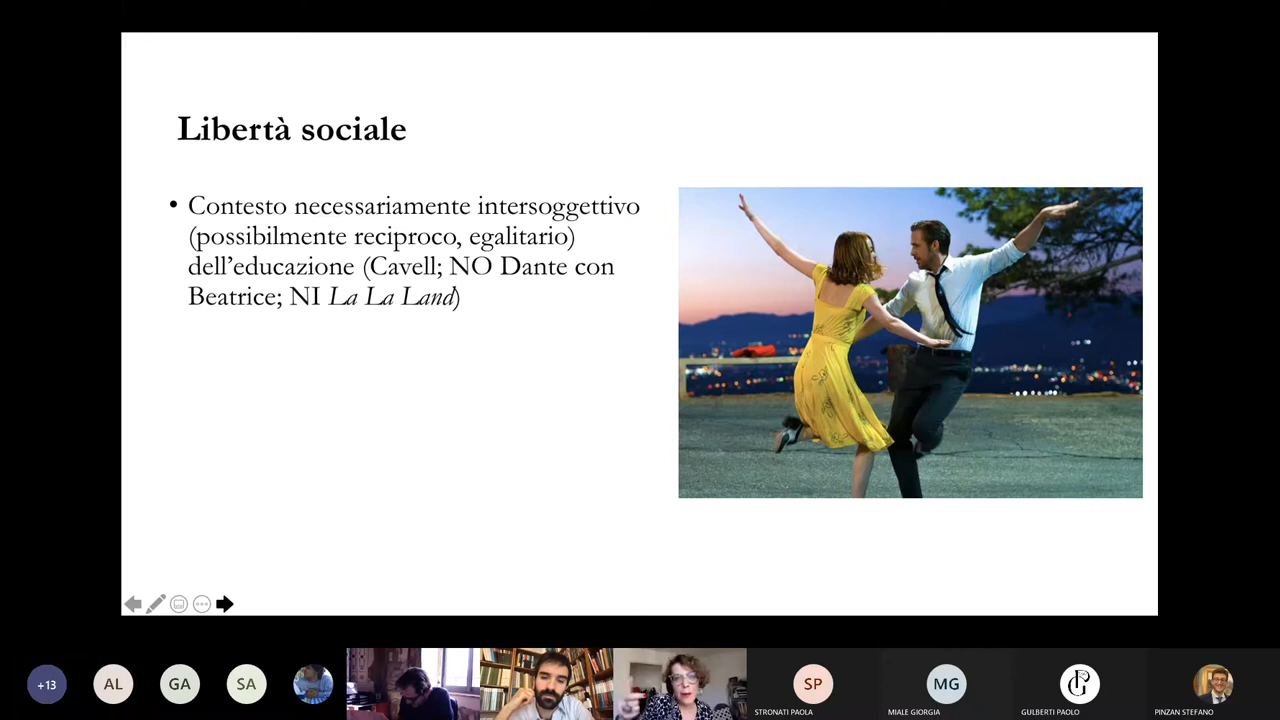 Libertà sociale
• Contesto necessariamente intersoggettivo
(possibilmente reciproco, egalitario)
dell’educazione (Cavell; NO Dante con
Beatrice; NI La La Land)
+13
AL
GA
SA
SP
STRONATI PAOLA
MG
MIALE GIORGIA
GULBERTI PAOLO
PINZAN STEFANO